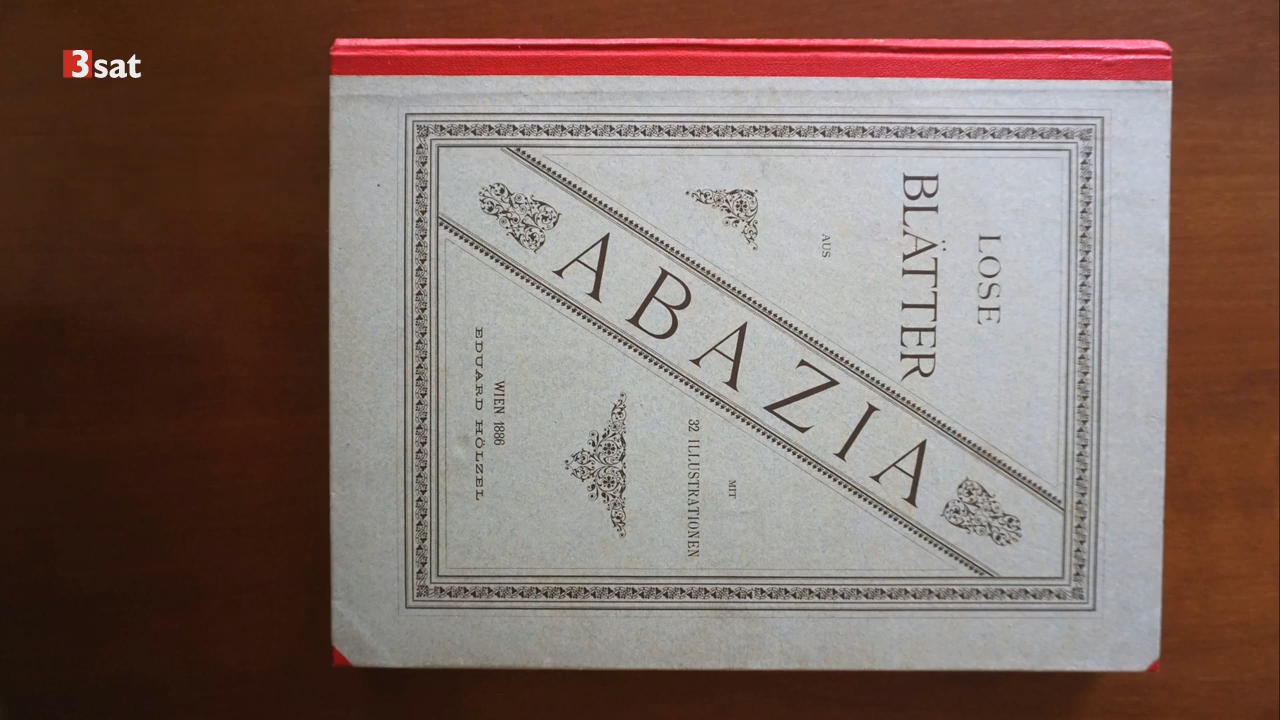 3sat
LOSE
BLÄTTER
AUS
ABAZIA
MIT
32 ILLUSTRATIONEN
WIEN 1886
EDUARD HÖLZEL